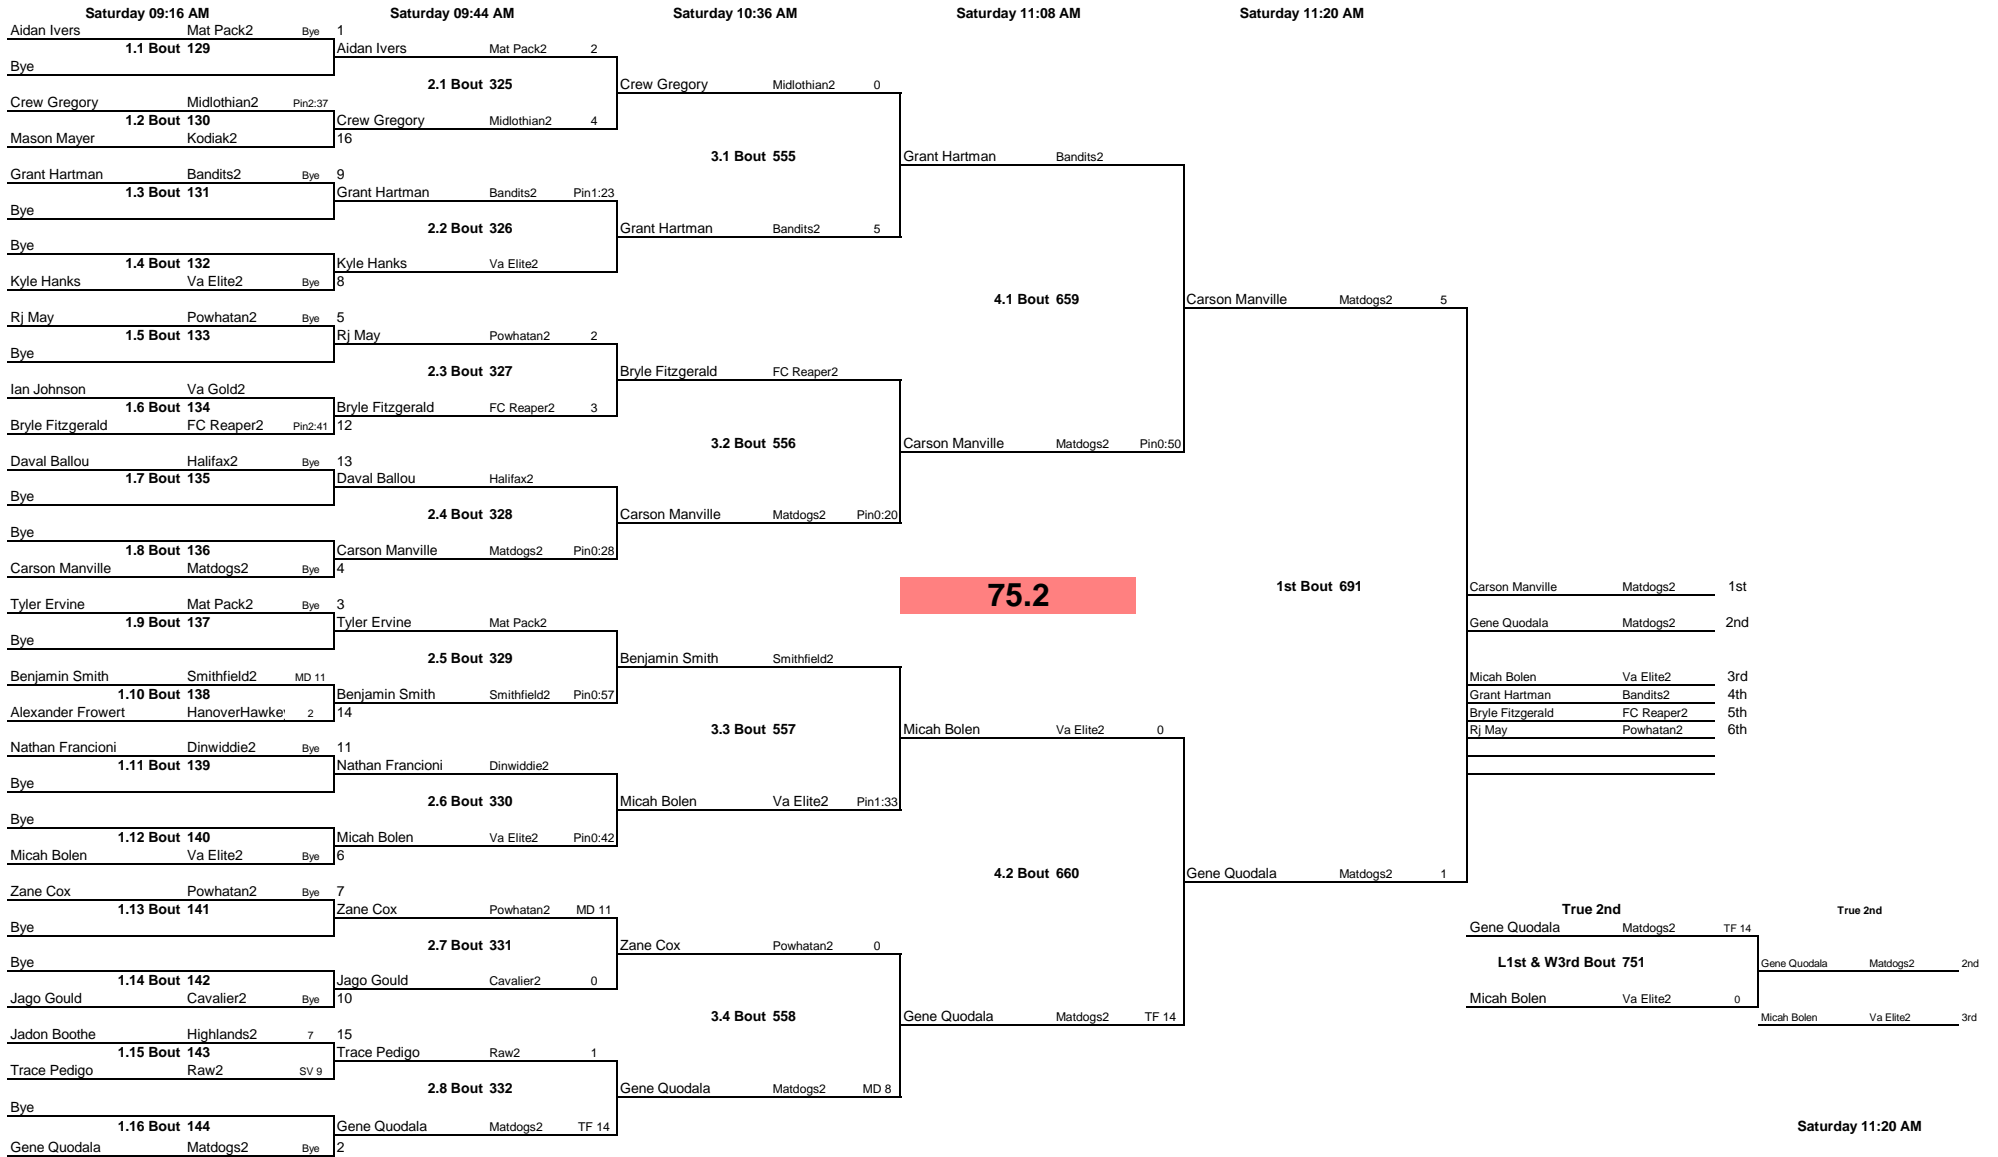 Saturday 09:16 AM Saturday 09:44 AM Saturday 10:36 AM Saturday 11:08 AM Saturday 11:20 AM
Aidan Ivers Mat Pack2 Bye 1
1.1 Bout 129 Aidan Ivers Mat Pack2 2
Bye
2.1 Bout 325 Crew Gregory Midlothian2 0
Crew Gregory Midlothian2 Pin2:37
1.2 Bout 130 Crew Gregory Midlothian2 4
Mason Mayer Kodiak2 16
3.1 Bout 555 Grant Hartman Bandits2
Grant Hartman Bandits2 Bye 9
1.3 Bout 131 Grant Hartman Bandits2 Pin1:23
Bye
2.2 Bout 326 Grant Hartman Bandits2 5
Bye
1.4 Bout 132 Kyle Hanks Va Elite2
Kyle Hanks Va Elite2 Bye 8
4.1 Bout 659 Carson Manville Matdogs2 5
Rj May Powhatan2 Bye 5
1.5 Bout 133 Rj May Powhatan2 2
Bye
2.3 Bout 327 Bryle Fitzgerald FC Reaper2
Ian Johnson Va Gold2
1.6 Bout 134 Bryle Fitzgerald FC Reaper2 3
Bryle Fitzgerald FC Reaper2 Pin2:41 12
3.2 Bout 556 Carson Manville Matdogs2 Pin0:50
Daval Ballou Halifax2 Bye 13
1.7 Bout 135 Daval Ballou Halifax2
Bye
2.4 Bout 328 Carson Manville Matdogs2 Pin0:20
Bye
1.8 Bout 136 Carson Manville Matdogs2 Pin0:28
Carson Manville Matdogs2 Bye 4
75.2 1st Bout 691 Carson Manville Matdogs2 1st
Tyler Ervine Mat Pack2 Bye 3
1.9 Bout 137 Tyler Ervine Mat Pack2 Gene Quodala Matdogs2 2nd
Bye
2.5 Bout 329 Benjamin Smith Smithfield2
Benjamin Smith Smithfield2 MD 11 Micah Bolen Va Elite2 3rd
1.10 Bout 138 Benjamin Smith Smithfield2 Pin0:57 Grant Hartman Bandits2 4th
Alexander Frowert HanoverHawke 2 14 Bryle Fitzgerald FC Reaper2 5th
3.3 Bout 557 Micah Bolen Va Elite2 0 Rj May Powhatan2 6th
Nathan Francioni Dinwiddie2 Bye 11
1.11 Bout 139 Nathan Francioni Dinwiddie2
Bye
2.6 Bout 330 Micah Bolen Va Elite2 Pin1:33
Bye
1.12 Bout 140 Micah Bolen Va Elite2 Pin0:42
Micah Bolen Va Elite2 Bye 6
4.2 Bout 660 Gene Quodala Matdogs2 1
Zane Cox Powhatan2 Bye 7
1.13 Bout 141 Zane Cox Powhatan2 MD 11 True 2nd True 2nd
Bye Gene Quodala Matdogs2 TF 14
2.7 Bout 331 Zane Cox Powhatan2 0
Bye L1st & W3rd Bout 751 Gene Quodala Matdogs2 2nd
1.14 Bout 142 Jago Gould Cavalier2 0
Jago Gould Cavalier2 Bye 10 Micah Bolen Va Elite2 0
3.4 Bout 558 Gene Quodala Matdogs2 TF 14 Micah Bolen Va Elite2 3rd
Jadon Boothe Highlands2 7 15
1.15 Bout 143 Trace Pedigo Raw2 1
Trace Pedigo Raw2 SV 9
2.8 Bout 332 Gene Quodala Matdogs2 MD 8
Bye
1.16 Bout 144 Gene Quodala Matdogs2 TF 14 Saturday 11:20 AM
Gene Quodala Matdogs2 Bye 2